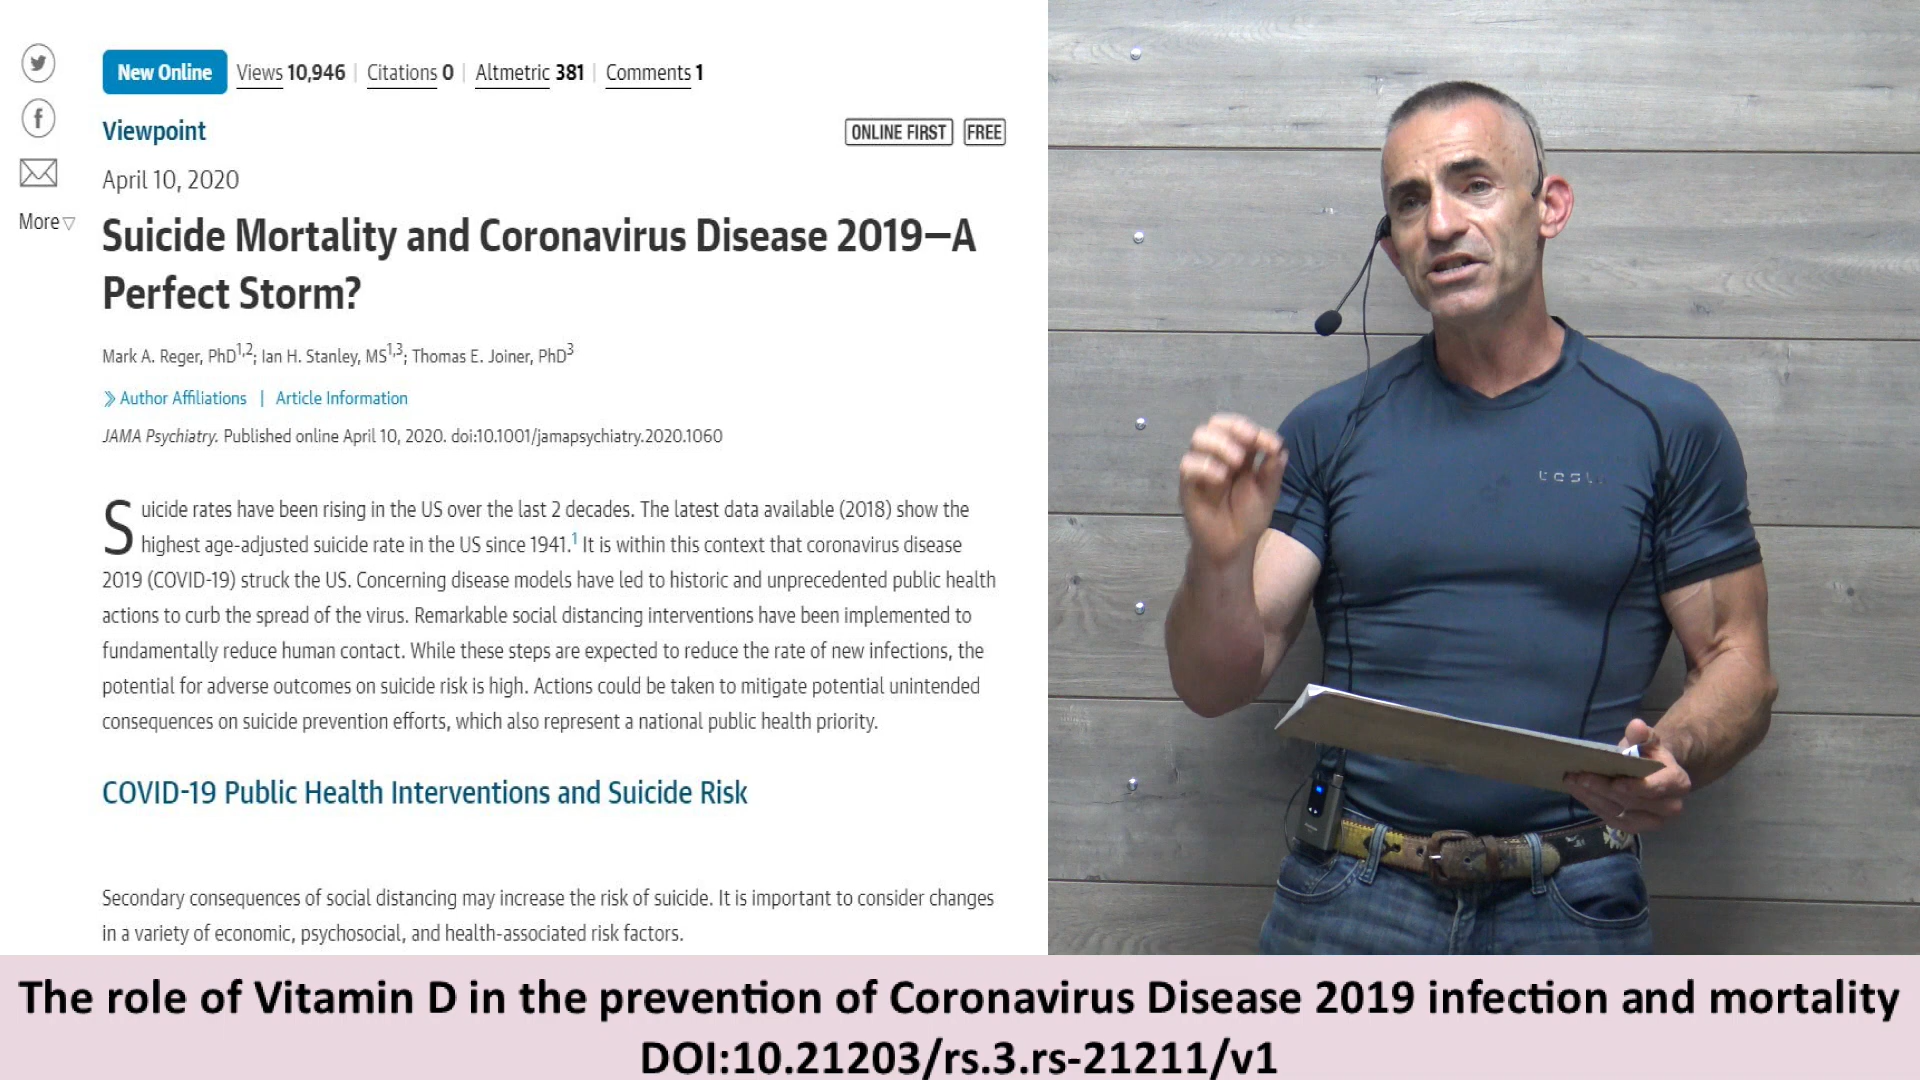 New Online Views 10,946 | Citations 0 | Altmetric 381 | Comments 1
Viewpoint
ONLINE FIRST FREE
April 10, 2020
More
Suicide Mortality and Coronavirus Disease 2019—A
Perfect Storm?
Mark A. Reger, PhD1,2; Ian H. Stanley, MS1,3; Thomas E. Joiner, PhD3
Author Affiliations | Article Information
JAMA Psychiatry. Published online April 10, 2020. doi:10.1001/jamapsychiatry.2020.1060
Suicide rates have been rising in the US over the last 2 decades. The latest data available (2018) show the
highest age-adjusted suicide rate in the US since 1941.1 It is within this context that coronavirus disease
2019 (COVID-19) struck the US. Concerning disease models have led to historic and unprecedented public health
actions to curb the spread of the virus. Remarkable social distancing interventions have been implemented to
fundamentally reduce human contact. While these steps are expected to reduce the rate of new infections, the
potential for adverse outcomes on suicide risk is high. Actions could be taken to mitigate potential unintended
consequences on suicide prevention efforts, which also represent a national public health priority.
COVID-19 Public Health Interventions and Suicide Risk
Secondary consequences of social distancing may increase the risk of suicide. It is important to consider changes
in a variety of economic, psychosocial, and health-associated risk factors.
The role of Vitamin D in the prevention of Coronavirus Disease 2019 infection and mortality
DOI:10.21203/rs.3.rs-21211/v1